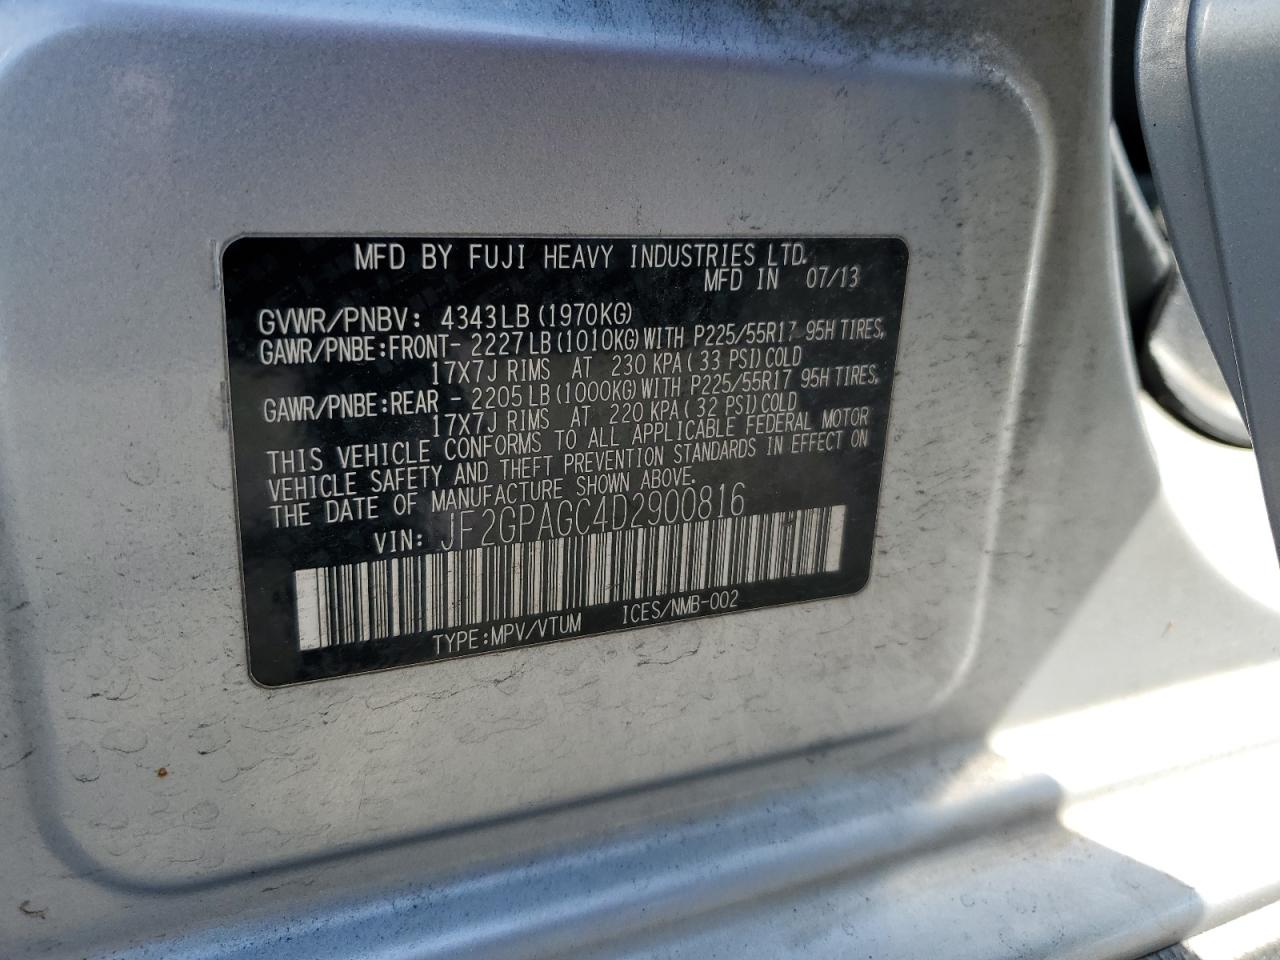 MFD BY FUJI HEAVY INDUSTRIES LTD.
MFD IN 07/13
GVWR/PNBV: 4343LB (1970KG)
GAWR/PNBE:FRONT- 2227LB (1010KG) WITH P225/55R17 95H TIRES,
17X7J RIMS AT 230 KPA (33 PSI) COLD
GAWR/PNBE:REAR - 2205LB (1000KG) WITH P225/55R17 95H TIRES,
17X7J RIMS AT 220 KPA (32 PSI) COLD
THIS VEHICLE CONFORMS TO ALL APPLICABLE FEDERAL MOTOR
VEHICLE SAFETY AND THEFT PREVENTION STANDARDS IN EFFECT ON
THE DATE OF MANUFACTURE SHOWN ABOVE.
VIN: JF2GPAGC4D2900816
TYPE:MPV/VTUM ICES/NMB-002